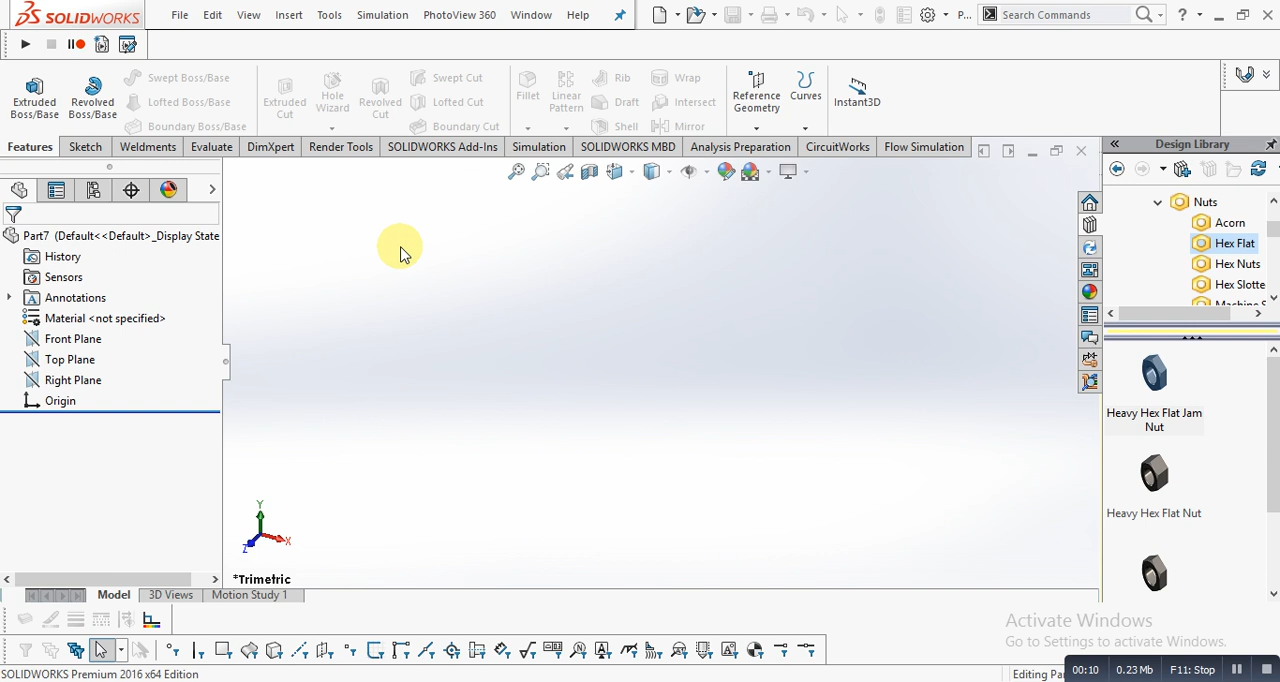 SOLIDWORKS File Edit View Insert Tools Simulation PhotoView 360 Window Help P... Search Commands ?
Extruded Boss/Base
Revolved Boss/Base
Swept Boss/Base
Lofted Boss/Base
Boundary Boss/Base
Extruded Cut
Hole Wizard
Revolved Cut
Swept Cut
Lofted Cut
Boundary Cut
Fillet
Linear Pattern
Rib
Draft
Shell
Wrap
Intersect
Mirror
Reference Geometry
Curves
Instant3D
Features Sketch Weldments Evaluate DimXpert Render Tools SOLIDWORKS Add-Ins Simulation SOLIDWORKS MBD Analysis Preparation CircuitWorks Flow Simulation
Design Library
Part7 (Default<<Default>_Display State
History
Sensors
Annotations
Material <not specified>
Front Plane
Top Plane
Right Plane
Origin
Nuts
Acorn
Hex Flat
Hex Nuts
Hex Slotte
Heavy Hex Flat Jam
Nut
Heavy Hex Flat Nut
Y
X
Z
*Trimetric
Model 3D Views Motion Study 1
Activate Windows
Go to Settings to activate Windows.
SOLIDWORKS Premium 2016 x64 Edition
Editing Pa
00:10 0.23 Mb F11: Stop